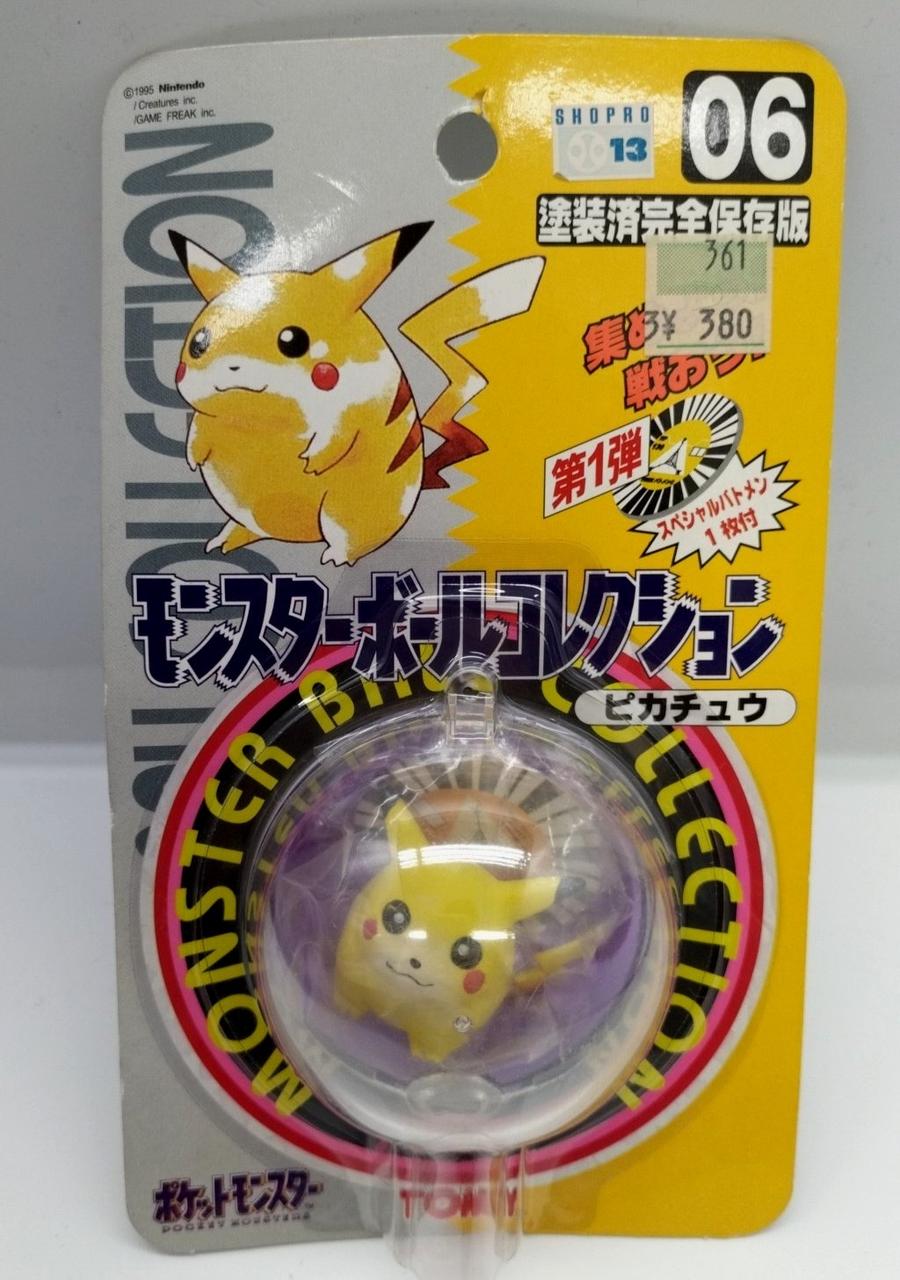 ©1995 Nintendo
/Creatures inc.
/GAME FREAK inc.
SHOPRO
13
06
塗装済完全保存版
361
3¥ 380
集め
戦おう!
第1弾
スペシャルバトメン
1枚付
モンスターボールコレクション
ピカチュウ
MONSTER BALL COLLECTION
ポケットモンスター
POCKET MONSTERS
TOMY